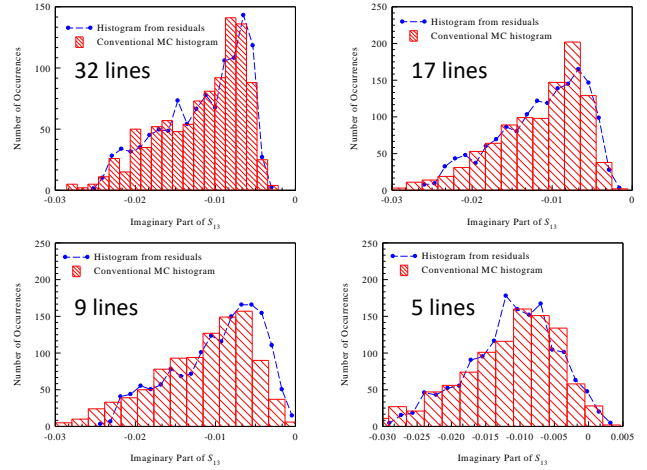 150
100
50
0
Number of Occurrences
Histogram from residuals
Conventional MC histogram
32 lines
-0.03 -0.02 -0.01 0
Imaginary Part of S13
250
200
150
100
50
0
Number of Occurrences
Histogram from residuals
Conventional MC histogram
17 lines
-0.03 -0.02 -0.01 0
Imaginary Part of S13
250
200
150
100
50
0
Number of Occurrences
Histogram from residuals
Conventional MC histogram
9 lines
-0.03 -0.02 -0.01 0
Imaginary Part of S13
250
200
150
100
50
0
Number of Occurrences
Histogram from residuals
Conventional MC histogram
5 lines
-0.030 -0.025 -0.020 -0.015 -0.010 -0.005 0 0.005
Imaginary Part of S13